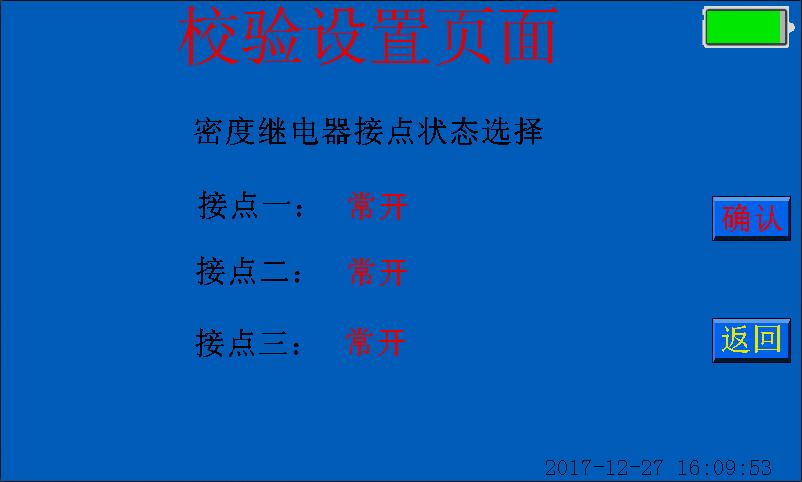 校验设置页面
密度继电器接点状态选择
接点一： 常开
确认
接点二： 常开
接点三： 常开
返回
2017-12-27 16:09:53